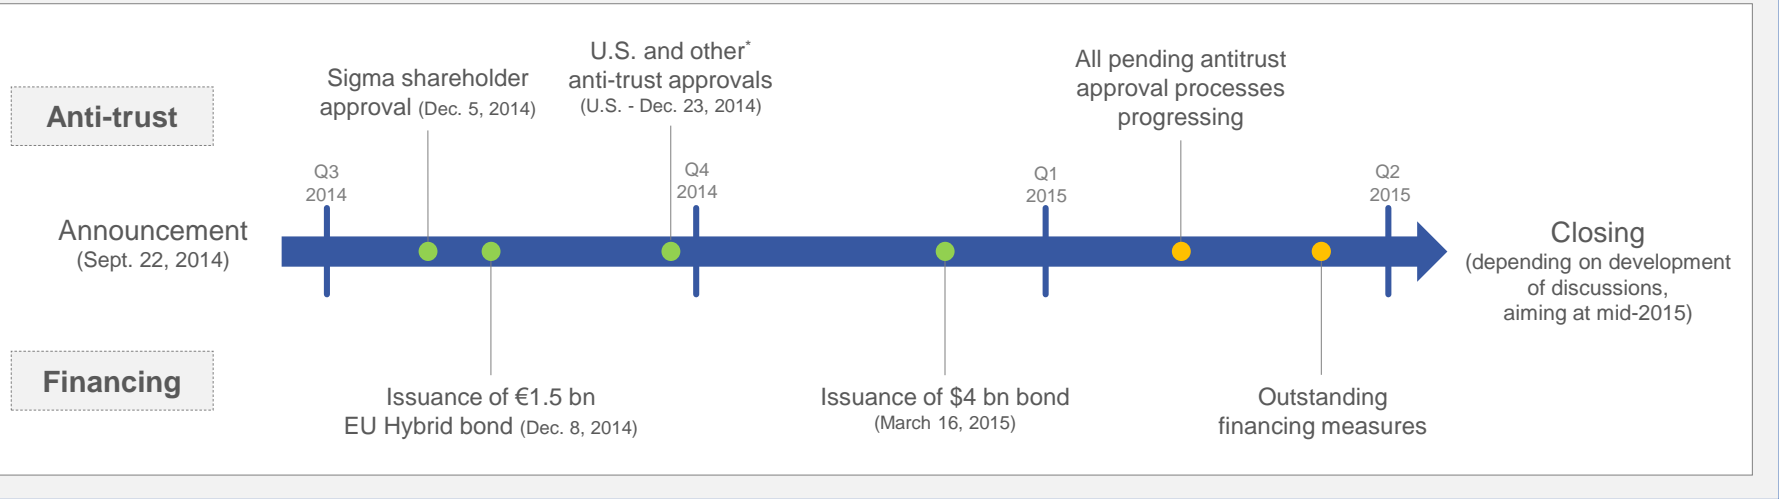 Anti-trust
Sigma shareholder
approval (Dec. 5, 2014)
U.S. and other*
anti-trust approvals
(U.S. - Dec. 23, 2014)
All pending antitrust
approval processes
progressing
Q3
2014
Q4
2014
Q1
2015
Q2
2015
Announcement
(Sept. 22, 2014)
Closing
(depending on development
of discussions,
aiming at mid-2015)
Financing
Issuance of €1.5 bn
EU Hybrid bond (Dec. 8, 2014)
Issuance of $4 bn bond
(March 16, 2015)
Outstanding
financing measures